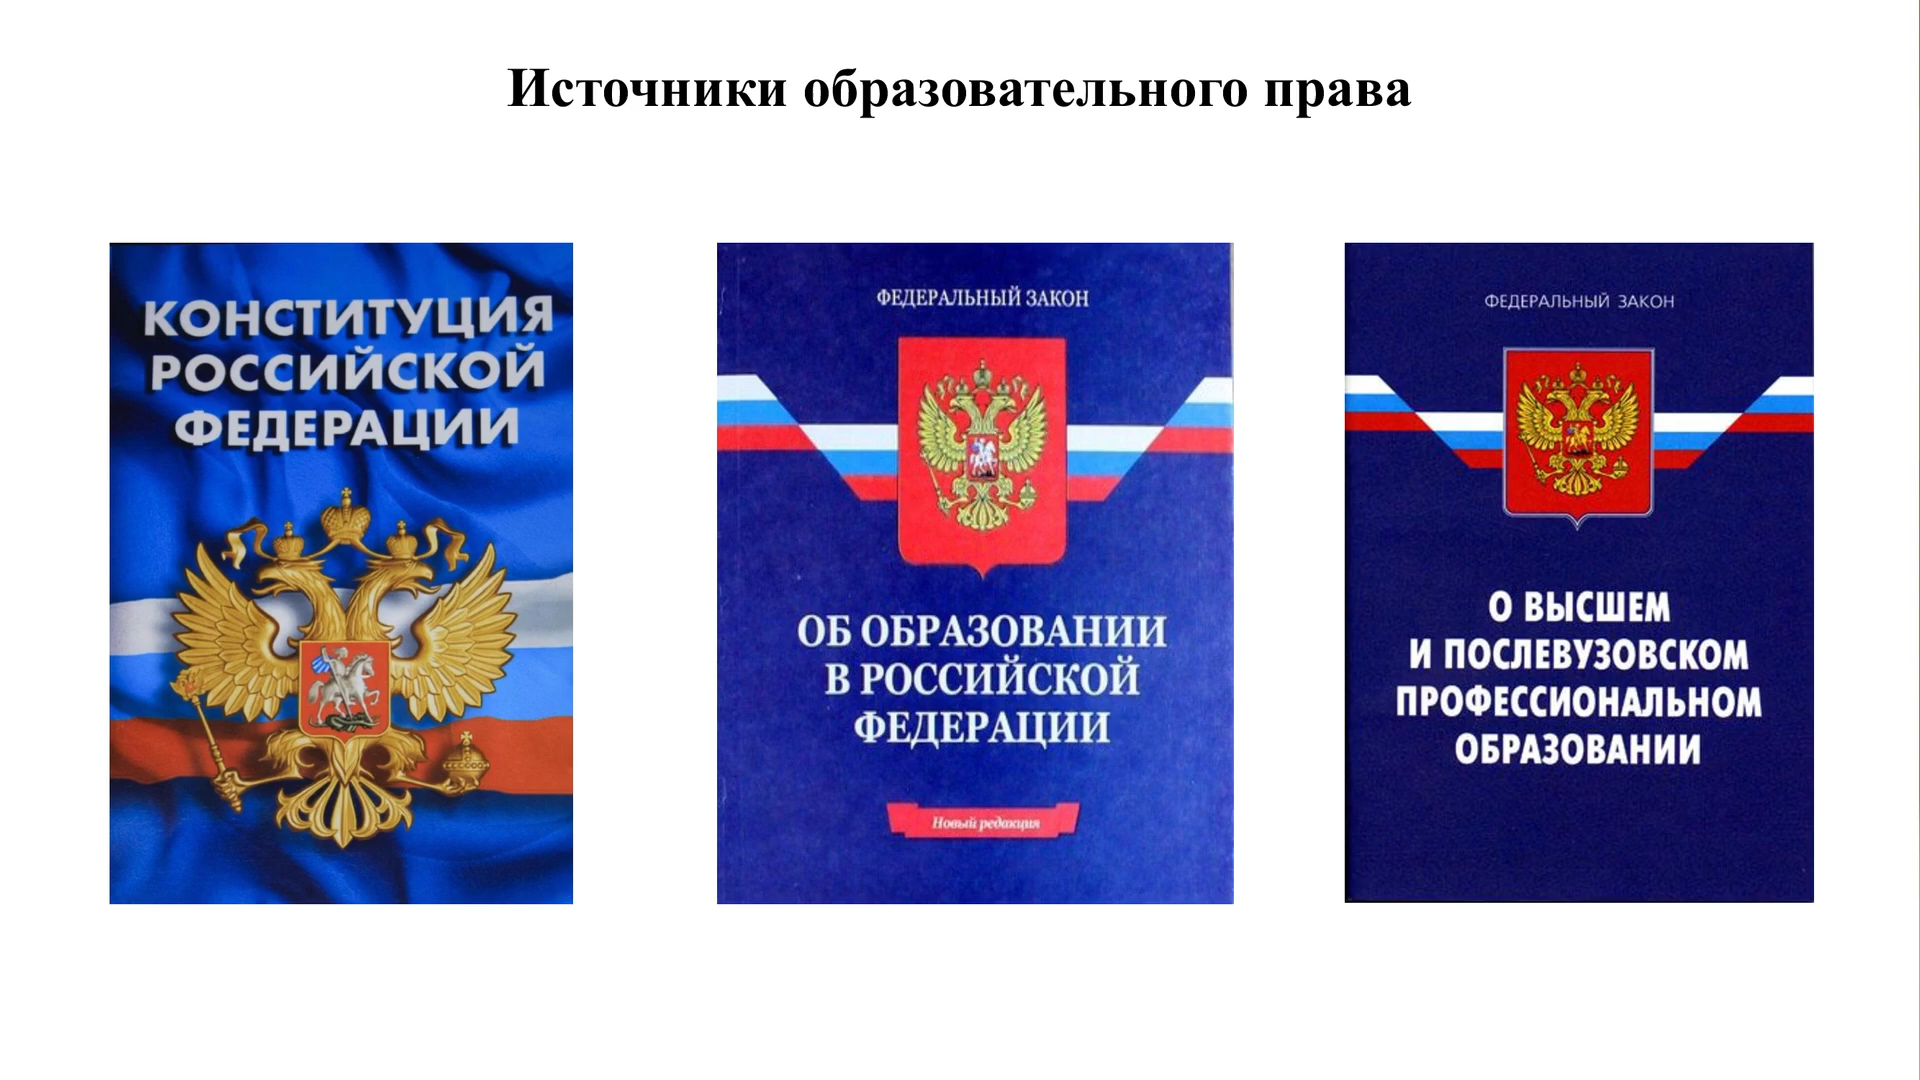 Источники образовательного права
КОНСТИТУЦИЯ
РОССИЙСКОЙ
ФЕДЕРАЦИИ
ФЕДЕРАЛЬНЫЙ ЗАКОН
ОБ ОБРАЗОВАНИИ
В РОССИЙСКОЙ
ФЕДЕРАЦИИ
Новый редакция
ФЕДЕРАЛЬНЫЙ ЗАКОН
О ВЫСШЕМ
И ПОСЛЕВУЗОВСКОМ
ПРОФЕССИОНАЛЬНОМ
ОБРАЗОВАНИИ